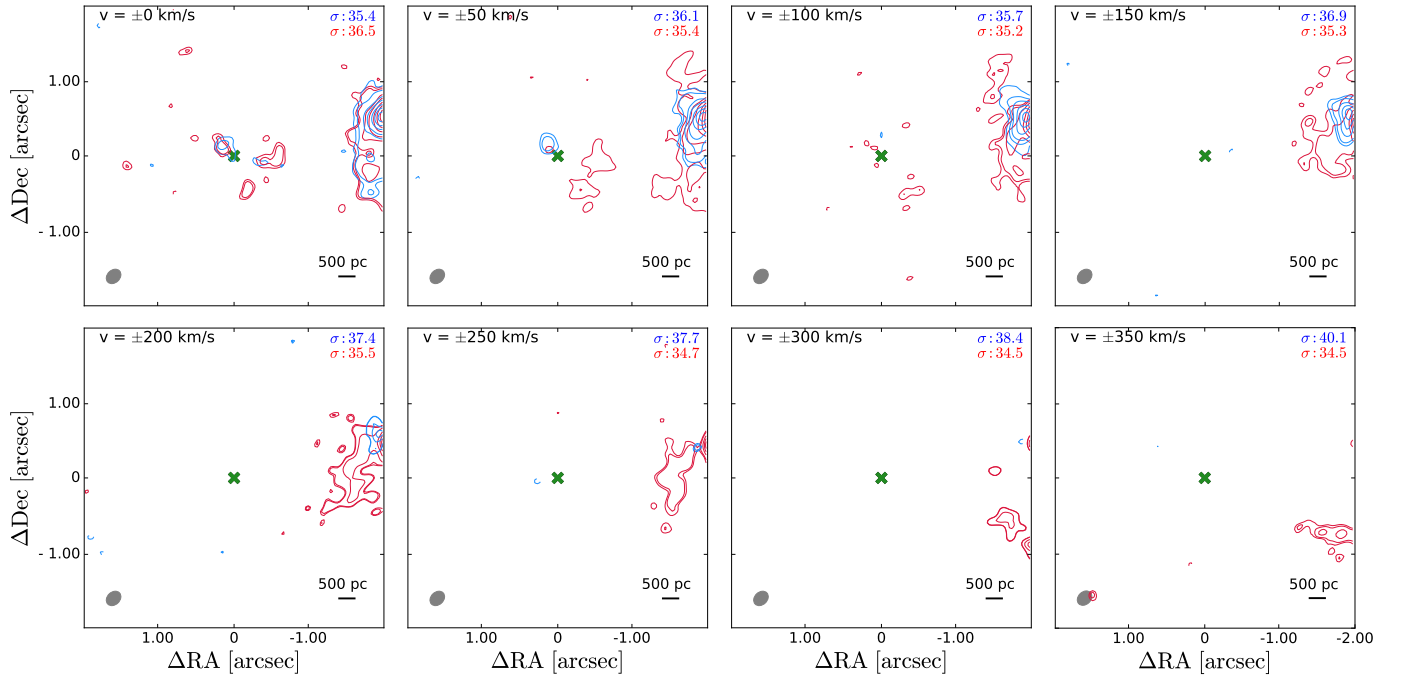 v = ±0 km/s σ : 35.4
σ : 36.5
v = ±50 km/s σ : 36.1
σ : 35.4
v = ±100 km/s σ : 35.7
σ : 35.2
v = ±150 km/s σ : 36.9
σ : 35.3
1.00
0
- 1.00
ΔDec [arcsec]
500 pc
500 pc
500 pc
500 pc
v = ±200 km/s σ : 37.4
σ : 35.5
v = ±250 km/s σ : 37.7
σ : 34.7
v = ±300 km/s σ : 38.4
σ : 34.5
v = ±350 km/s σ : 40.1
σ : 34.5
1.00
0
- 1.00
ΔDec [arcsec]
500 pc
500 pc
500 pc
500 pc
1.00 0 -1.00
1.00 0 -1.00
1.00 0 -1.00
1.00 0 -1.00 -2.00
ΔRA [arcsec]
ΔRA [arcsec]
ΔRA [arcsec]
ΔRA [arcsec]